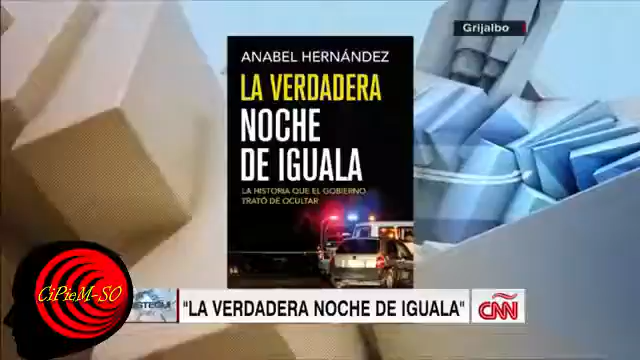 Grijalbo
ANABEL HERNÁNDEZ
LA VERDADERA
NOCHE
DE IGUALA
LA HISTORIA QUE EL GOBIERNO
TRATÓ DE OCULTAR
CiPieM-SO
"LA VERDADERA NOCHE DE IGUALA"
CNN